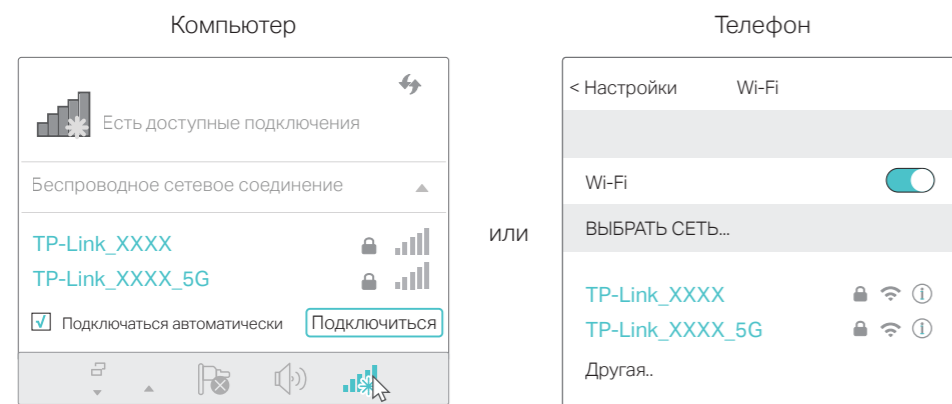 Компьютер
Есть доступные подключения
Беспроводное сетевое соединение
TP-Link_XXXX
TP-Link_XXXX_5G
Подключаться автоматически
Подключиться
или
Телефон
< Настройки Wi-Fi
Wi-Fi
ВЫБРАТЬ СЕТЬ...
TP-Link_XXXX
TP-Link_XXXX_5G
Другая..